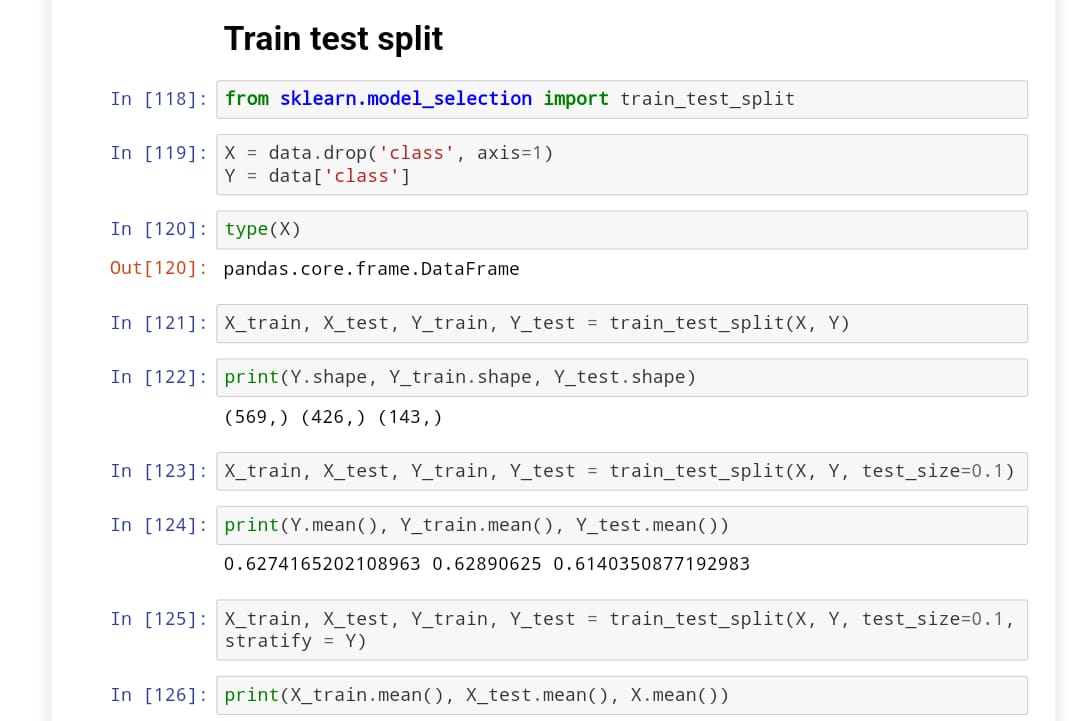 Train test split
In [118]: from sklearn.model_selection import train_test_split
In [119]: X = data.drop('class', axis=1)
Y = data['class']
In [120]: type(X)
Out[120]: pandas.core.frame.DataFrame
In [121]: X_train, X_test, Y_train, Y_test = train_test_split(X, Y)
In [122]: print(Y.shape, Y_train.shape, Y_test.shape)
(569,) (426,) (143,)
In [123]: X_train, X_test, Y_train, Y_test = train_test_split(X, Y, test_size=0.1)
In [124]: print(Y.mean(), Y_train.mean(), Y_test.mean())
0.6274165202108963 0.62890625 0.6140350877192983
In [125]: X_train, X_test, Y_train, Y_test = train_test_split(X, Y, test_size=0.1,
stratify = Y)
In [126]: print(X_train.mean(), X_test.mean(), X.mean())